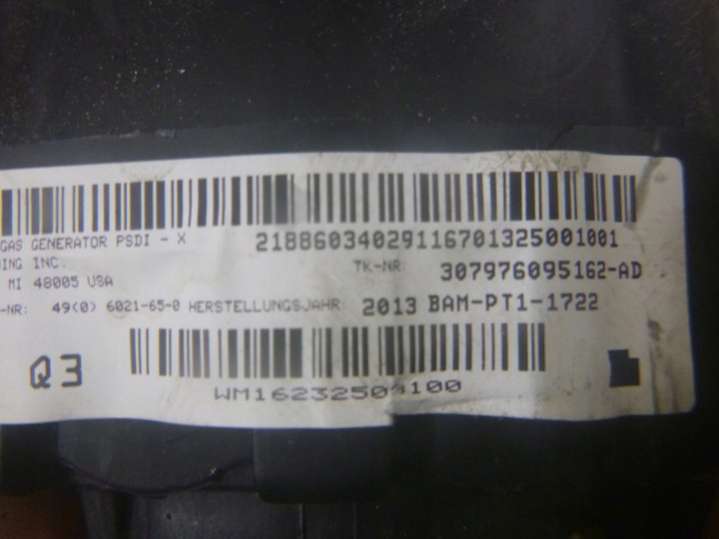 21886034029116701325001001
GAS GENERATOR PSDI - X
ING INC.
TK-NR: 307976095162-AD
MI 48005 USA
-NR: 49(0) 6021-65-0 HERSTELLUNGSJAHR: 2013 BAM-PT1-1722
Q3